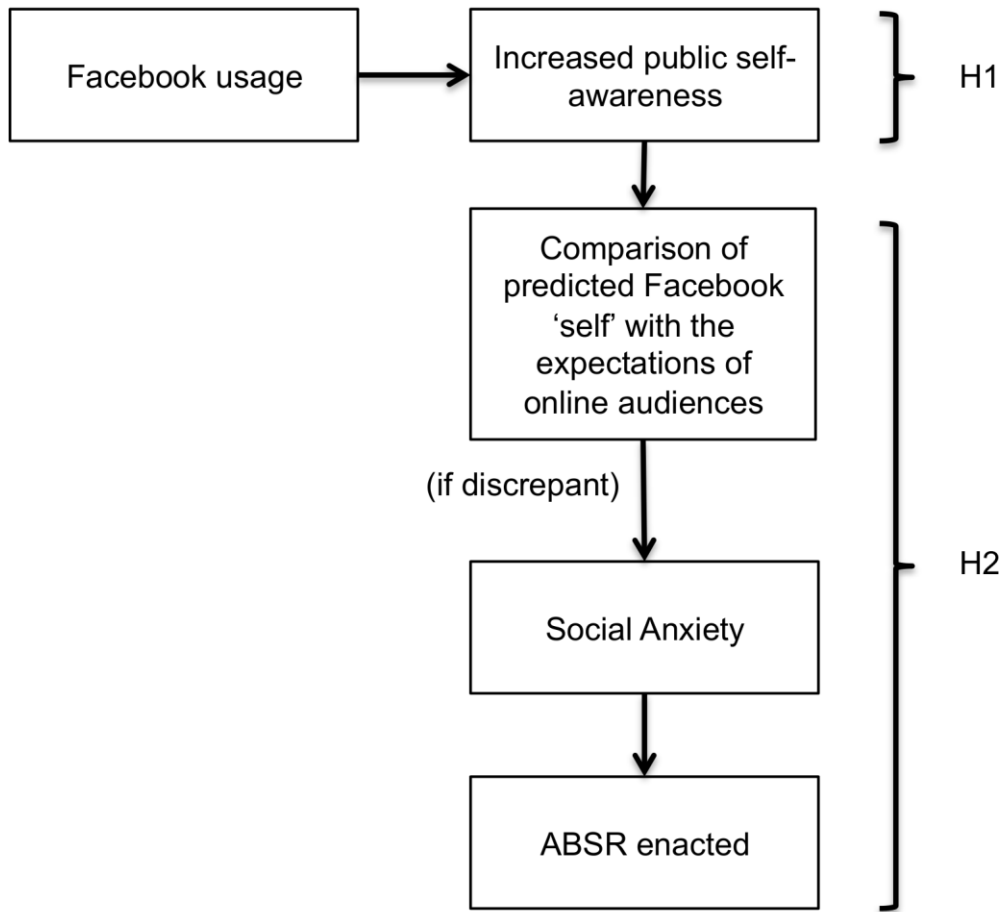 Facebook usage
Increased public self-
awareness
H1
Comparison of
predicted Facebook
‘self’ with the
expectations of
online audiences
(if discrepant)
H2
Social Anxiety
ABSR enacted